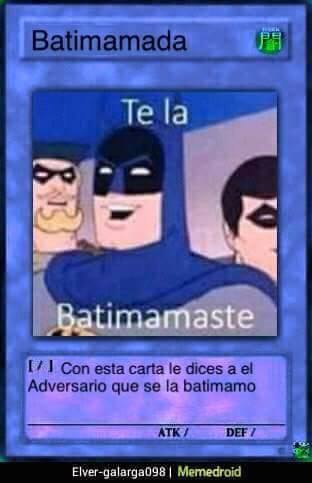 Batimamada
闇
Te la
Batimamaste
[ / ] Con esta carta le dices a el
Adversario que se la batimamo
ATK / DEF /
Elver-galarga098 | Memedroid